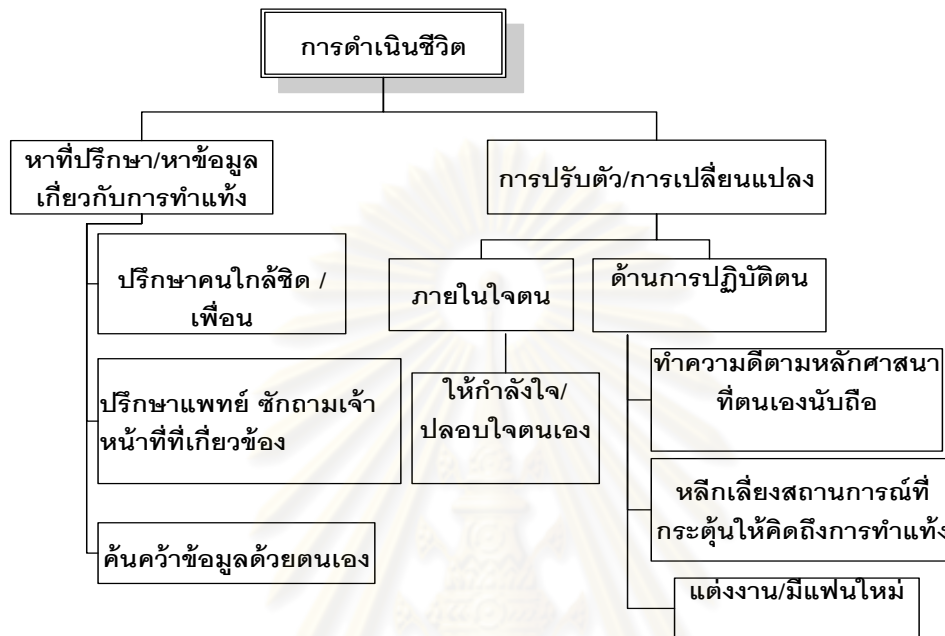 การดำเนินชีวิต
หาที่ปรึกษา/หาข้อมูล
เกี่ยวกับการทำแท้ง
การปรับตัว/การเปลี่ยนแปลง
ปรึกษาคนใกล้ชิด /
เพื่อน
ปรึกษาแพทย์ ซักถามเจ้า
หน้าที่ที่เกี่ยวข้อง
ค้นคว้าข้อมูลด้วยตนเอง
ภายในใจตน
ให้กำลังใจ/
ปลอบใจตนเอง
ด้านการปฏิบัติตน
ทำความดีตามหลักศาสนา
ที่ตนเองนับถือ
หลีกเลี่ยงสถานการณ์ที่
กระตุ้นให้คิดถึงการทำแท้ง
แต่งงาน/มีแฟนใหม่